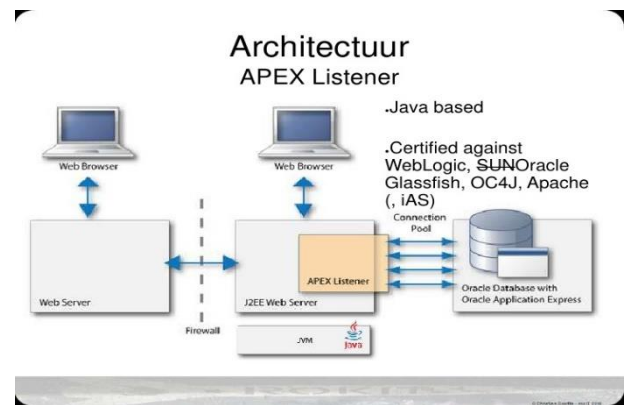 Architectuur
APEX Listener
.Java based
.Certified against
WebLogic, SUNOracle
Glassfish, OC4J, Apache
(, iAS)
Web Browser
Web Browser
Connection
Pool
Web Server
APEX Listener
J2EE Web Server
Oracle Database with
Oracle Application Express
Firewall
JVM
Java